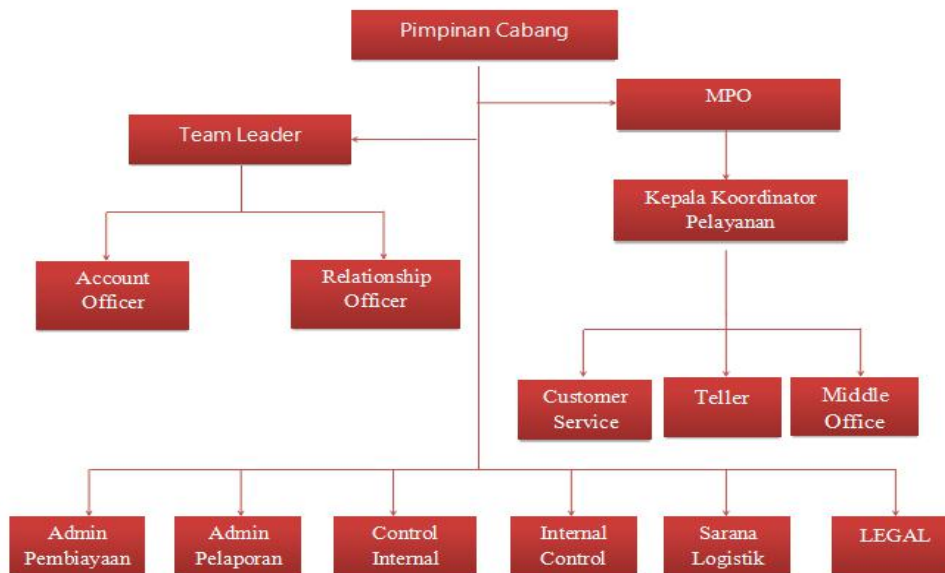 Pimpinan Cabang
MPO
Team Leader
Kepala Koordinator
Pelayanan
Account
Officer
Relationship
Officer
Customer
Service
Teller
Middle
Office
Admin
Pembiayaan
Admin
Pelaporan
Control
Internal
Internal
Control
Sarana
Logistik
LEGAL